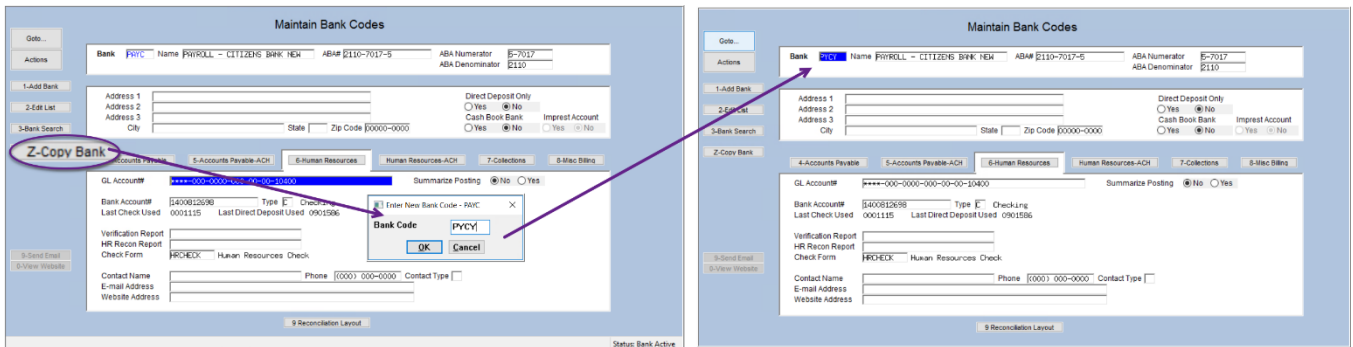 Maintain Bank Codes
Goto...
Actions
Bank PAYC Name PAYROLL - CITIZENS BANK NEW ABA# 2110-7017-5 ABA Numerator 5-7017
ABA Denominator 2110
1-Add Bank
2-Edit List
3-Bank Search
Z-Copy Bank
Address 1
Address 2
Address 3
City State Zip Code 00000-0000
Direct Deposit Only
Yes No
Cash Book Bank Imprest Account
Yes No Yes No
Accounts Payable 5-Accounts Payable-ACH 6-Human Resources Human Resources-ACH 7-Collections 8-Misc Billing
GL Account# ****-000-0000-000-00-00-10400 Summarize Posting No Yes
Bank Account# 1400812698 Type C Checking
Last Check Used 0001115 Last Direct Deposit Used 0901586
Verification Report
HR Recon Report
Check Form HRCHECK Human Resources Check
Contact Name Phone (000) 000-0000 Contact Type
E-mail Address
Website Address
9-Send Email
0-View Website
9 Reconciliation Layout
Status: Bank Active
Enter New Bank Code - PAYC
Bank Code PYCY
OK Cancel
Maintain Bank Codes
Goto...
Actions
Bank PYCY Name PAYROLL - CITIZENS BANK NEW ABA# 2110-7017-5 ABA Numerator 5-7017
ABA Denominator 2110
1-Add Bank
2-Edit List
3-Bank Search
Z-Copy Bank
Address 1
Address 2
Address 3
City State Zip Code 00000-0000
Direct Deposit Only
Yes No
Cash Book Bank Imprest Account
Yes No Yes No
4-Accounts Payable 5-Accounts Payable-ACH 6-Human Resources Human Resources-ACH 7-Collections 8-Misc Billing
GL Account# ****-000-0000-000-00-00-10400 Summarize Posting No Yes
Bank Account# 1400812698 Type C Checking
Last Check Used 0001115 Last Direct Deposit Used 0901586
Verification Report
HR Recon Report
Check Form HRCHECK Human Resources Check
Contact Name Phone (000) 000-0000 Contact Type
E-mail Address
Website Address
9-Send Email
0-View Website
9 Reconciliation Layout